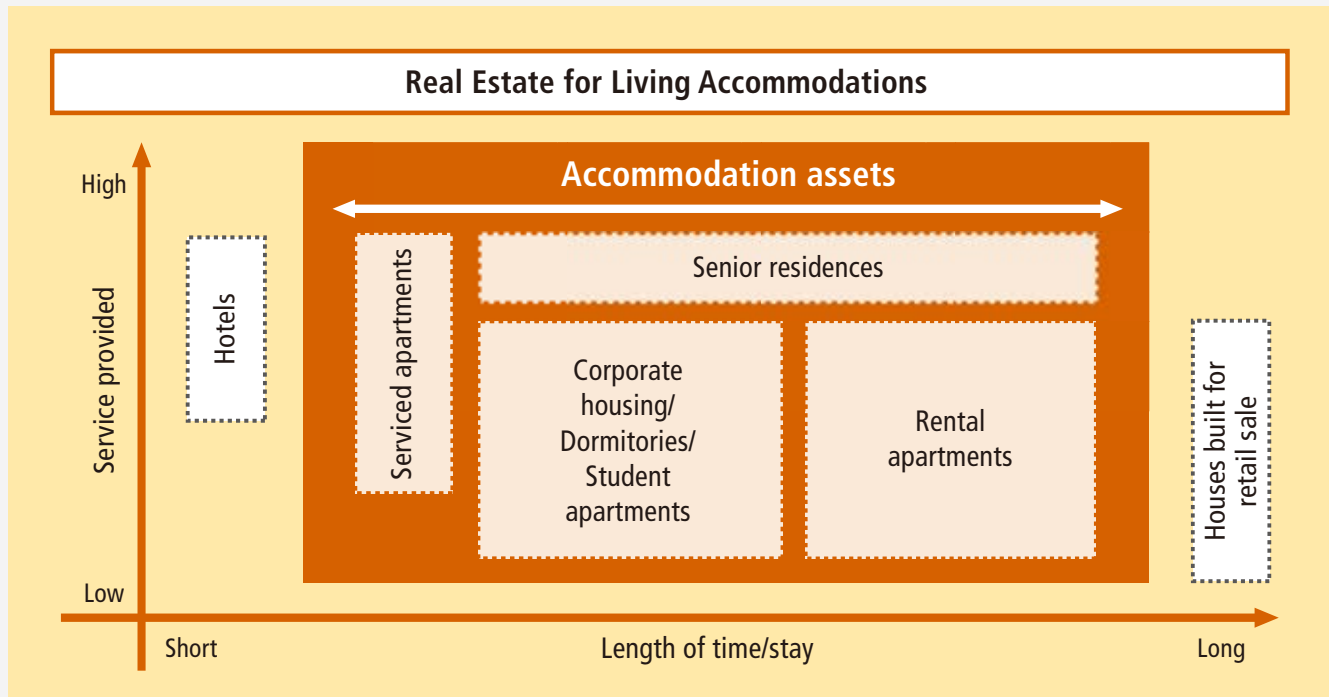 Real Estate for Living Accommodations
High
Service provided
Low
Hotels
Accommodation assets
Serviced apartments
Senior residences
Corporate
housing/
Dormitories/
Student
apartments
Rental
apartments
Houses built for
retail sale
Short
Length of time/stay
Long